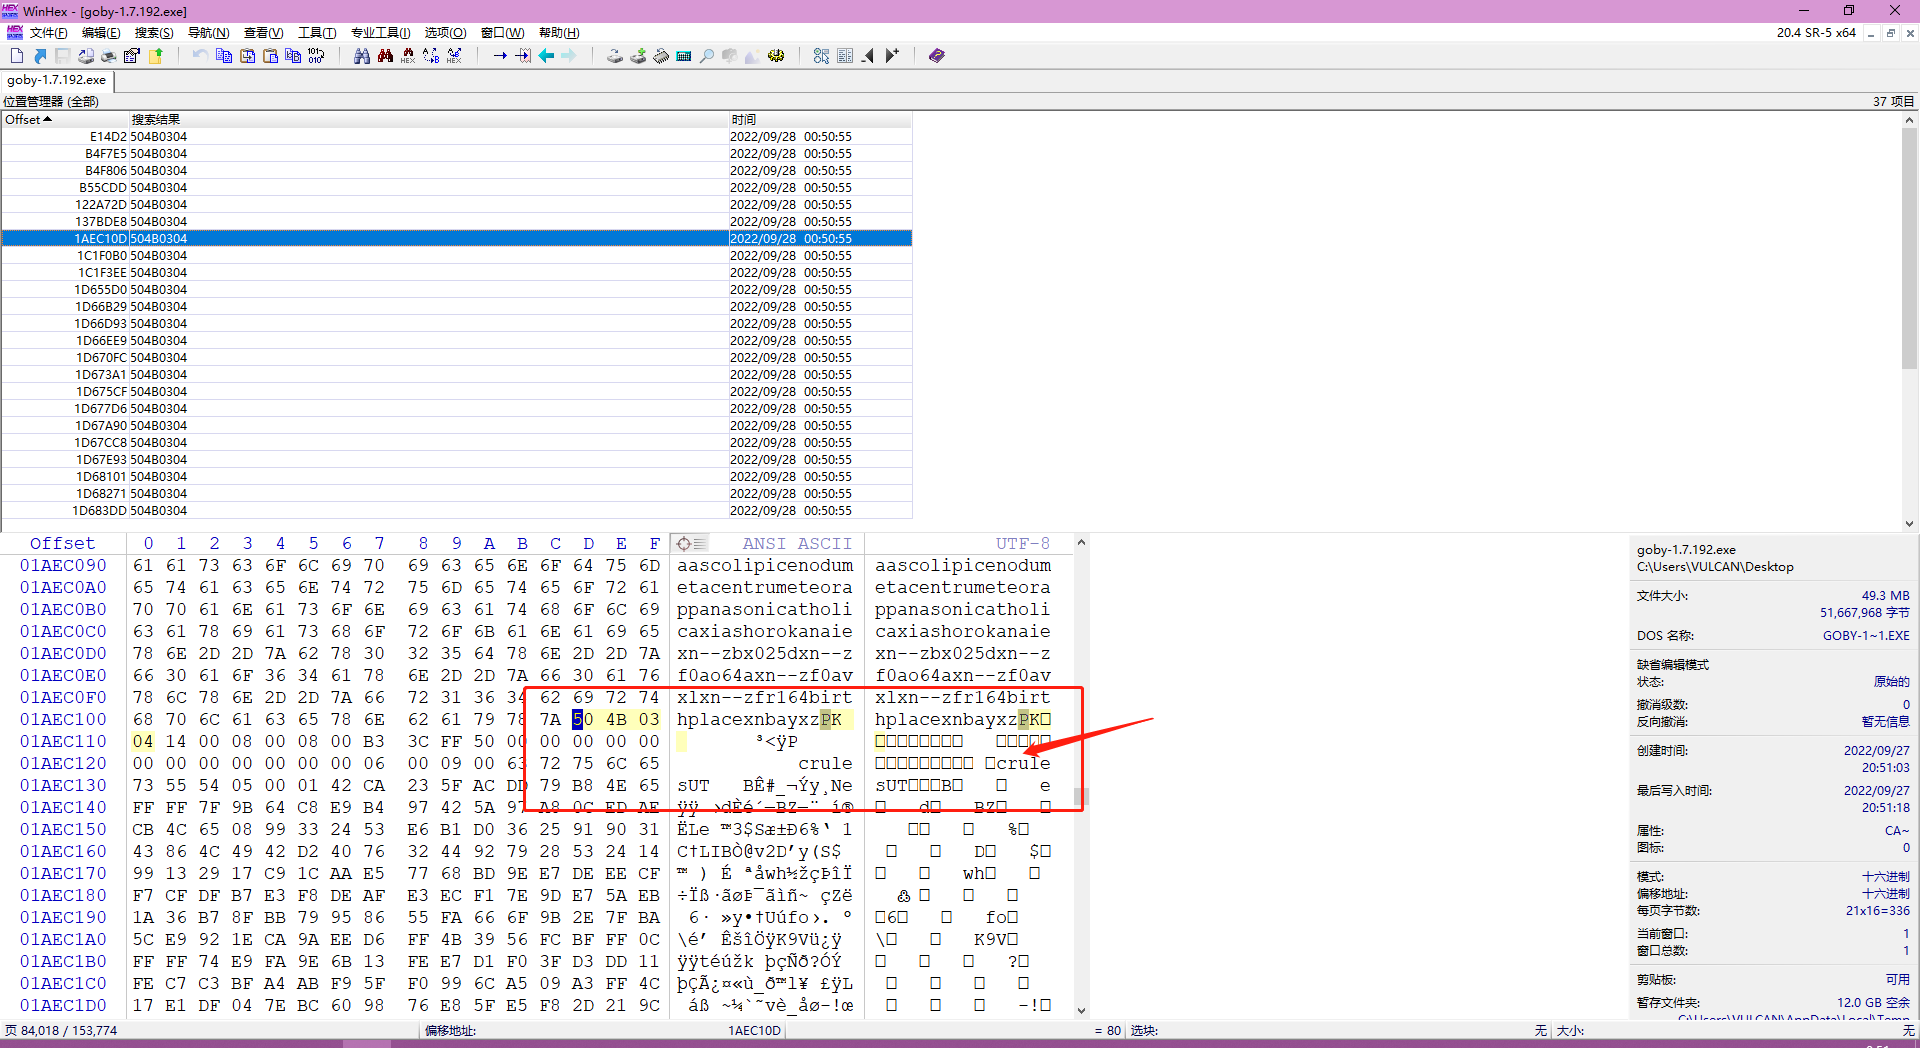 WinHex - [goby-1.7.192.exe]
文件(F) 编辑(E) 搜索(S) 导航(N) 查看(V) 工具(T) 专业工具(I) 选项(O) 窗口(W) 帮助(H) 20.4 SR-5 x64
goby-1.7.192.exe
位置管理器 (全部) 37 项目
Offset 搜索结果 时间
E14D2 504B0304 2022/09/28 00:50:55
B4F7E5 504B0304 2022/09/28 00:50:55
B4F806 504B0304 2022/09/28 00:50:55
B55CDD 504B0304 2022/09/28 00:50:55
122A72D 504B0304 2022/09/28 00:50:55
137BDE8 504B0304 2022/09/28 00:50:55
1AEC10D 504B0304 2022/09/28 00:50:55
1C1F0B0 504B0304 2022/09/28 00:50:55
1C1F3EE 504B0304 2022/09/28 00:50:55
1D655D0 504B0304 2022/09/28 00:50:55
1D66B29 504B0304 2022/09/28 00:50:55
1D66D93 504B0304 2022/09/28 00:50:55
1D66EE9 504B0304 2022/09/28 00:50:55
1D670FC 504B0304 2022/09/28 00:50:55
1D673A1 504B0304 2022/09/28 00:50:55
1D675CF 504B0304 2022/09/28 00:50:55
1D677D6 504B0304 2022/09/28 00:50:55
1D67A90 504B0304 2022/09/28 00:50:55
1D67CC8 504B0304 2022/09/28 00:50:55
1D67E93 504B0304 2022/09/28 00:50:55
1D68101 504B0304 2022/09/28 00:50:55
1D68271 504B0304 2022/09/28 00:50:55
1D683DD 504B0304 2022/09/28 00:50:55
Offset 0 1 2 3 4 5 6 7 8 9 A B C D E F ANSI ASCII UTF-8
01AEC090 61 61 73 63 6F 6C 69 70 69 63 65 6E 6F 64 75 6D aascolipicenodum aascolipicenodum
01AEC0A0 65 74 61 63 65 6E 74 72 75 6D 65 74 65 6F 72 61 etacentrumeteora etacentrumeteora
01AEC0B0 70 70 61 6E 61 73 6F 6E 69 63 61 74 68 6F 6C 69 ppanasonicatholi ppanasonicatholi
01AEC0C0 63 61 78 69 61 73 68 6F 72 6F 6B 61 6E 61 69 65 caxiashorokanaie caxiashorokanaie
01AEC0D0 78 6E 2D 2D 7A 62 78 30 32 35 64 78 6E 2D 2D 7A xn--zbx025dxn--z xn--zbx025dxn--z
01AEC0E0 66 30 61 6F 36 34 61 78 6E 2D 2D 7A 66 30 61 76 f0ao64axn--zf0av f0ao64axn--zf0av
01AEC0F0 78 6C 78 6E 2D 2D 7A 66 72 31 36 34 62 69 72 74 xlxn--zfr164birt xlxn--zfr164birt
01AEC100 68 70 6C 61 63 65 78 6E 62 61 79 78 7A 50 4B 03 hplacexnbayxzPK hplacexnbayxzPK
01AEC110 04 14 00 08 00 08 00 B3 3C FF 50 00 00 00 00 00 ³<ÿP
01AEC120 00 00 00 00 00 00 00 06 00 09 00 63 72 75 6C 65 crule crule
01AEC130 73 55 54 05 00 01 42 CA 23 5F AC DD 79 B8 4E 65 sUT BÊ#_¬Ýy¸Ne sUT B e
01AEC140 FF FF 7F 9B 64 C8 E9 B4 97 42 5A 97 A8 0C ED AE ÿÿ ›dÈé´—BZ—¨ í® d BZ
01AEC150 CB 4C 65 08 99 33 24 53 E6 B1 D0 36 25 91 90 31 ËLe ™3$Sæ±Ð6%‘ 1 %
01AEC160 43 86 4C 49 42 D2 40 76 32 44 92 79 28 53 24 14 C†LIBÒ@v2D’y(S$ D $
01AEC170 99 13 29 17 C9 1C AA E5 77 68 BD 9E E7 DE EE CF ™ ) É ªåwh½žçÞîÏ wh
01AEC180 F7 CF DF B7 E3 F8 DE AF E3 EC F1 7E 9D E7 5A EB ÷Ïß·ãøÞ¯ãìñ~ çZë
01AEC190 1A 36 B7 8F BB 79 95 86 55 FA 66 6F 9B 2E 7F BA 6· »y•†Uúfo›. º 6 fo
01AEC1A0 5C E9 92 1E CA 9A EE D6 FF 4B 39 56 FC BF FF 0C \é’ ÊšîÖÿK9Vü¿ÿ \ K9V
01AEC1B0 FF FF 74 E9 FA 9E 6B 13 FE E7 D1 F0 3F D3 DD 11 ÿÿtéúžk þçÑð?ÓÝ ?
01AEC1C0 FE C7 C3 BF A4 AB F9 5F F0 99 6C A5 09 A3 FF 4C þÇÃ¿¤«ù_ð™l¥ £ÿL
01AEC1D0 17 E1 DF 04 7E BC 60 98 76 E8 5F E5 F8 2D 21 9C áß ~¼`˜vè_åø-!œ -!
goby-1.7.192.exe
C:\Users\VULCAN\Desktop
文件大小: 49.3 MB
51,667,968 字节
DOS 名称: GOBY-1~1.EXE
缺省编辑模式
状态: 原始的
撤消级数: 0
反向撤消: 暂无信息
创建时间: 2022/09/27
20:51:03
最后写入时间: 2022/09/27
20:51:18
属性: CA~
图标: 0
模式: 十六进制
偏移地址: 十六进制
每页字节数: 21x16=336
当前窗口: 1
窗口总数: 1
剪贴板: 可用
暂存文件夹: 12.0 GB 空余
C:\Users\VULCAN\AppData\Local\Temp
页 84,018 / 153,774 偏移地址: 1AEC10D = 80 选块: 无 大小: 无